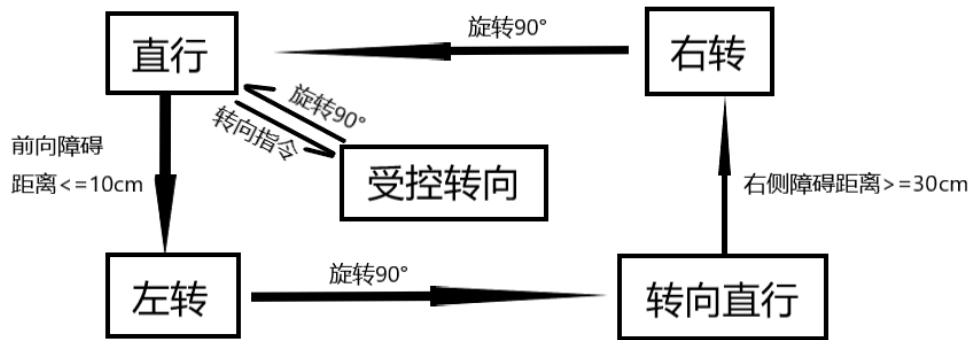 旋转90°
直行
右转
旋转90°
转向指令
前向障碍
距离<=10cm
受控转向
右侧障碍距离>=30cm
左转
旋转90°
转向直行